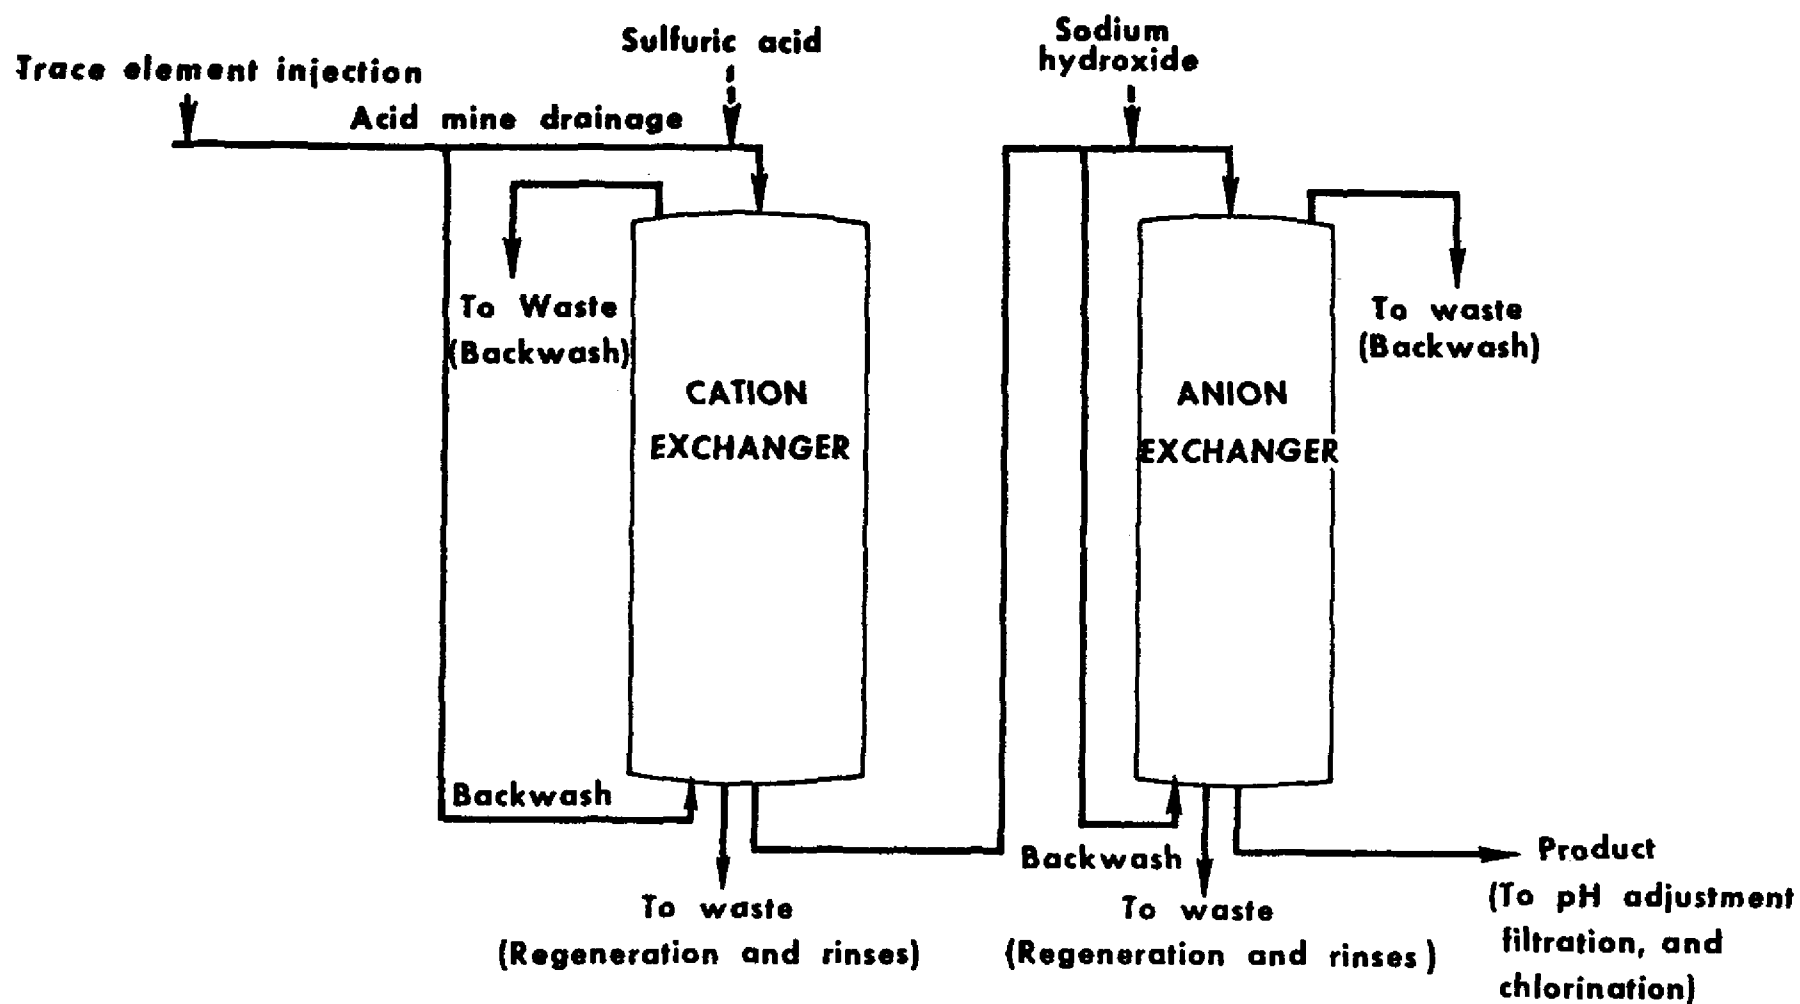 Trace element injection
Sulfuric acid
Sodium
hydroxide
Acid mine drainage
To Waste
(Backwash)
To waste
(Backwash)
CATION
EXCHANGER
ANION
EXCHANGER
Backwash
Backwash
To waste
(Regeneration and rinses)
To waste
(Regeneration and rinses)
Product
(To pH adjustment
filtration, and
chlorination)